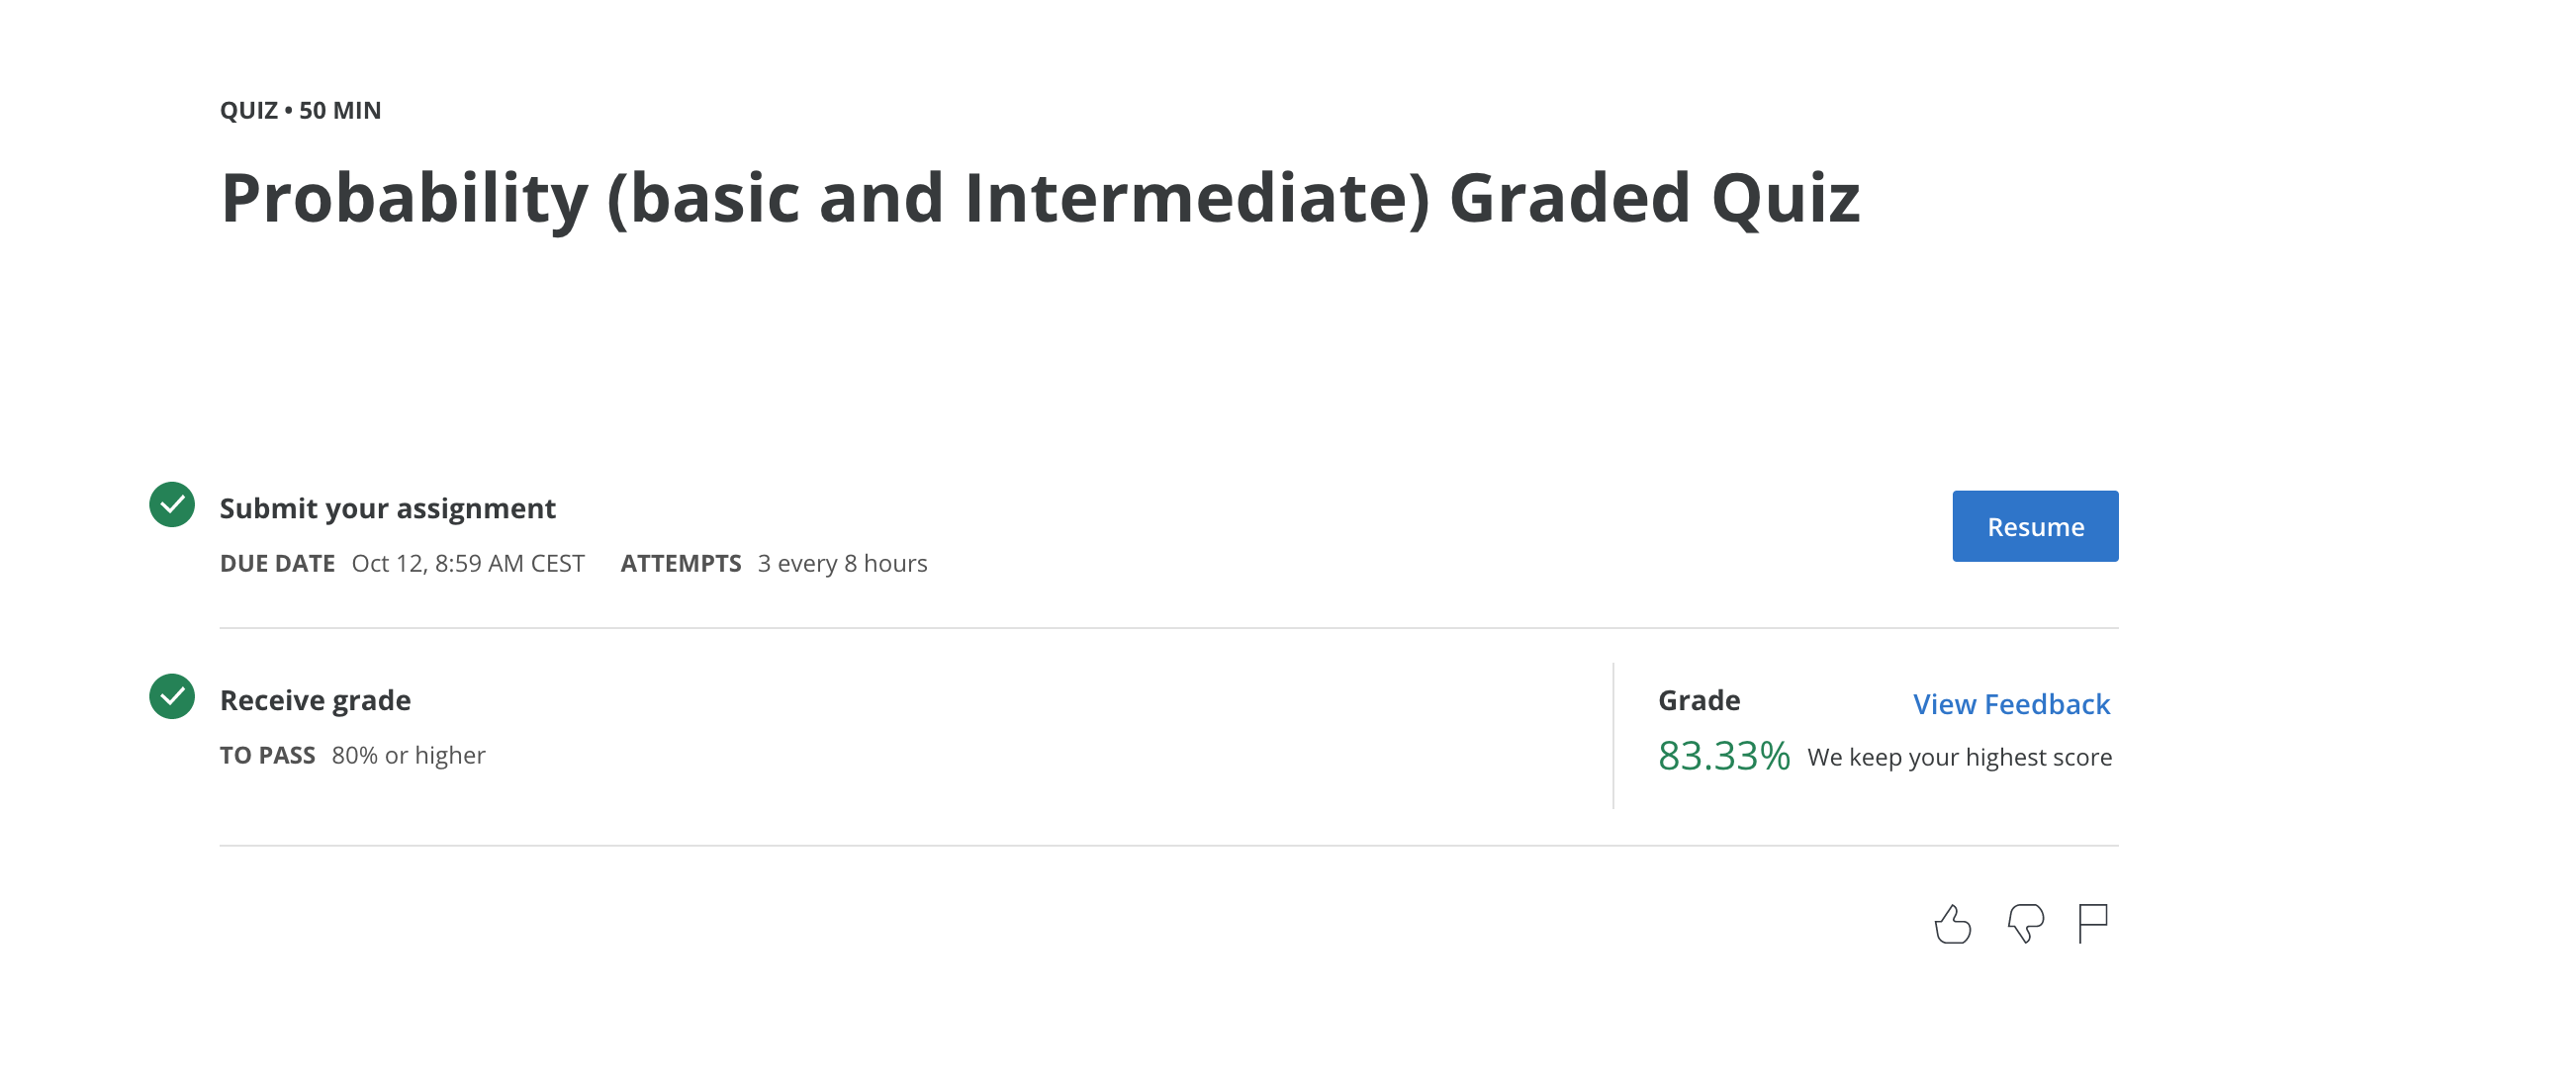 QUIZ • 50 MIN
Probability (basic and Intermediate) Graded Quiz
Submit your assignment
DUE DATE Oct 12, 8:59 AM CEST ATTEMPTS 3 every 8 hours
Resume
Receive grade
TO PASS 80% or higher
Grade
View Feedback
83.33% We keep your highest score